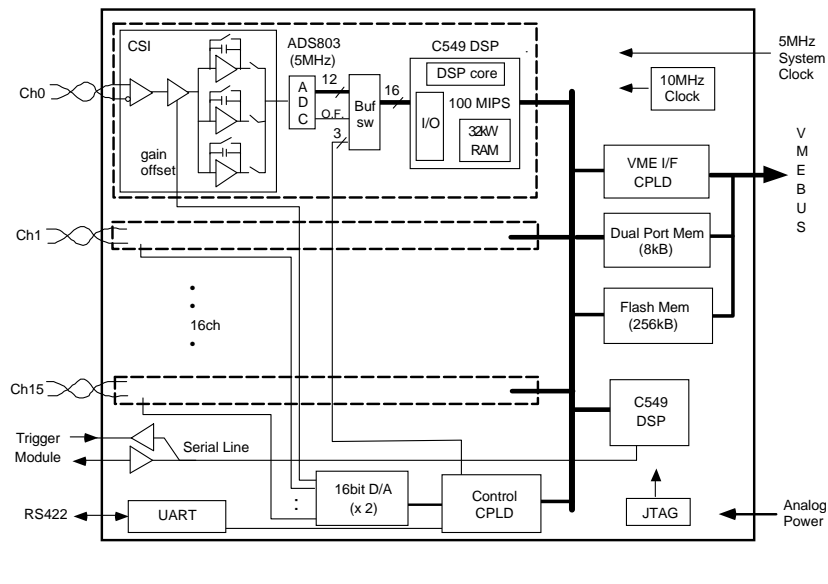 CSI
ADS803
(5MHz)
C549 DSP
5MHz
System
Clock
DSP core
10MHz
Clock
Ch0
A
D
C
12
O.F.
3
Buf
sw
16
100 MIPS
I/O
32kW
RAM
gain
offset
VME I/F
CPLD
V
M
E
B
U
S
Ch1
Dual Port Mem
(8kB)
16ch
Flash Mem
(256kB)
Ch15
C549
DSP
Trigger
Module
Serial Line
16bit D/A
(x 2)
Control
CPLD
JTAG
Analog
Power
RS422
UART